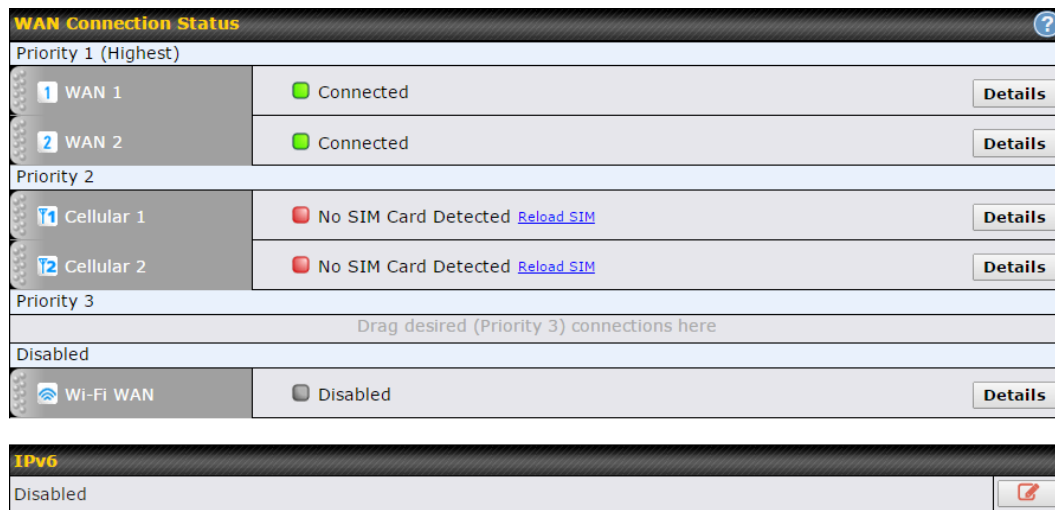 WAN Connection Status
?
Priority 1 (Highest)
1 WAN 1 Connected Details
2 WAN 2 Connected Details
Priority 2
1 Cellular 1 No SIM Card Detected Reload SIM Details
2 Cellular 2 No SIM Card Detected Reload SIM Details
Priority 3
Drag desired (Priority 3) connections here
Disabled
Wi-Fi WAN Disabled Details
IPv6
Disabled